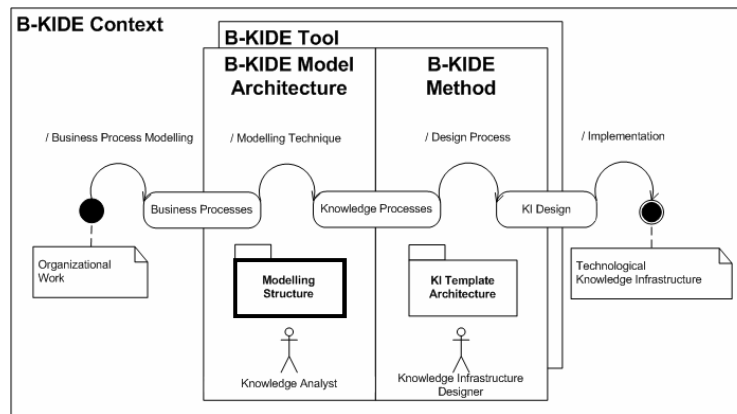 B-KIDE Context
B-KIDE Tool
B-KIDE Model
Architecture
B-KIDE
Method
/ Business Process Modelling
/ Modelling Technique
/ Design Process
/ Implementation
Business Processes
Knowledge Processes
KI Design
Organizational
Work
Modelling
Structure
KI Template
Architecture
Technological
Knowledge Infrastructure
Knowledge Analyst
Knowledge Infrastructure
Designer